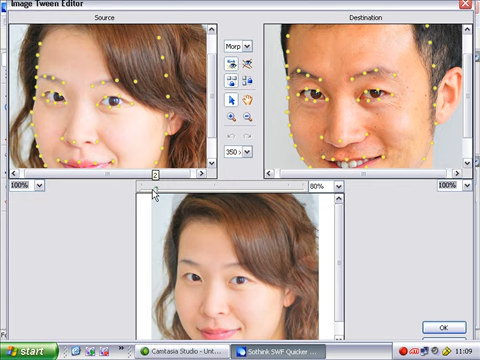 Image Tween Editor
Source
Destination
Morp
350
2
100%
80%
100%
OK
start
Camtasia Studio - Unt...
Sothink SWF Quicker ...
11:09